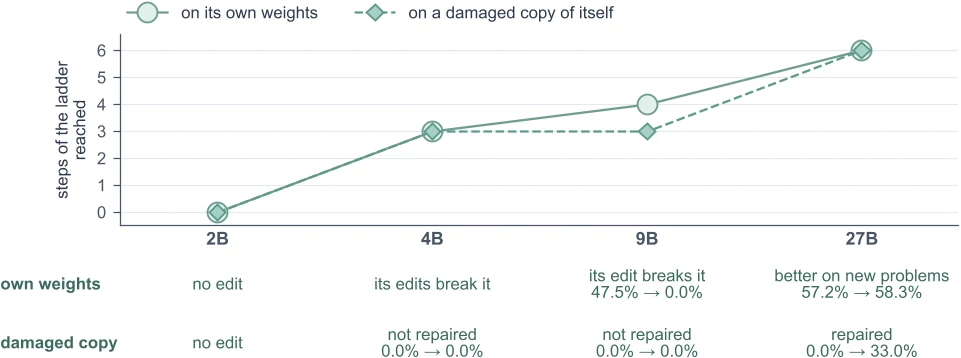 on its own weights
on a damaged copy of itself
steps of the ladder
reached
6
5
4
3
2
1
0
2B
4B
9B
27B
own weights
no edit
its edits break it
its edit breaks it
47.5% → 0.0%
better on new problems
57.2% → 58.3%
damaged copy
no edit
not repaired
0.0% → 0.0%
not repaired
0.0% → 0.0%
repaired
0.0% → 33.0%